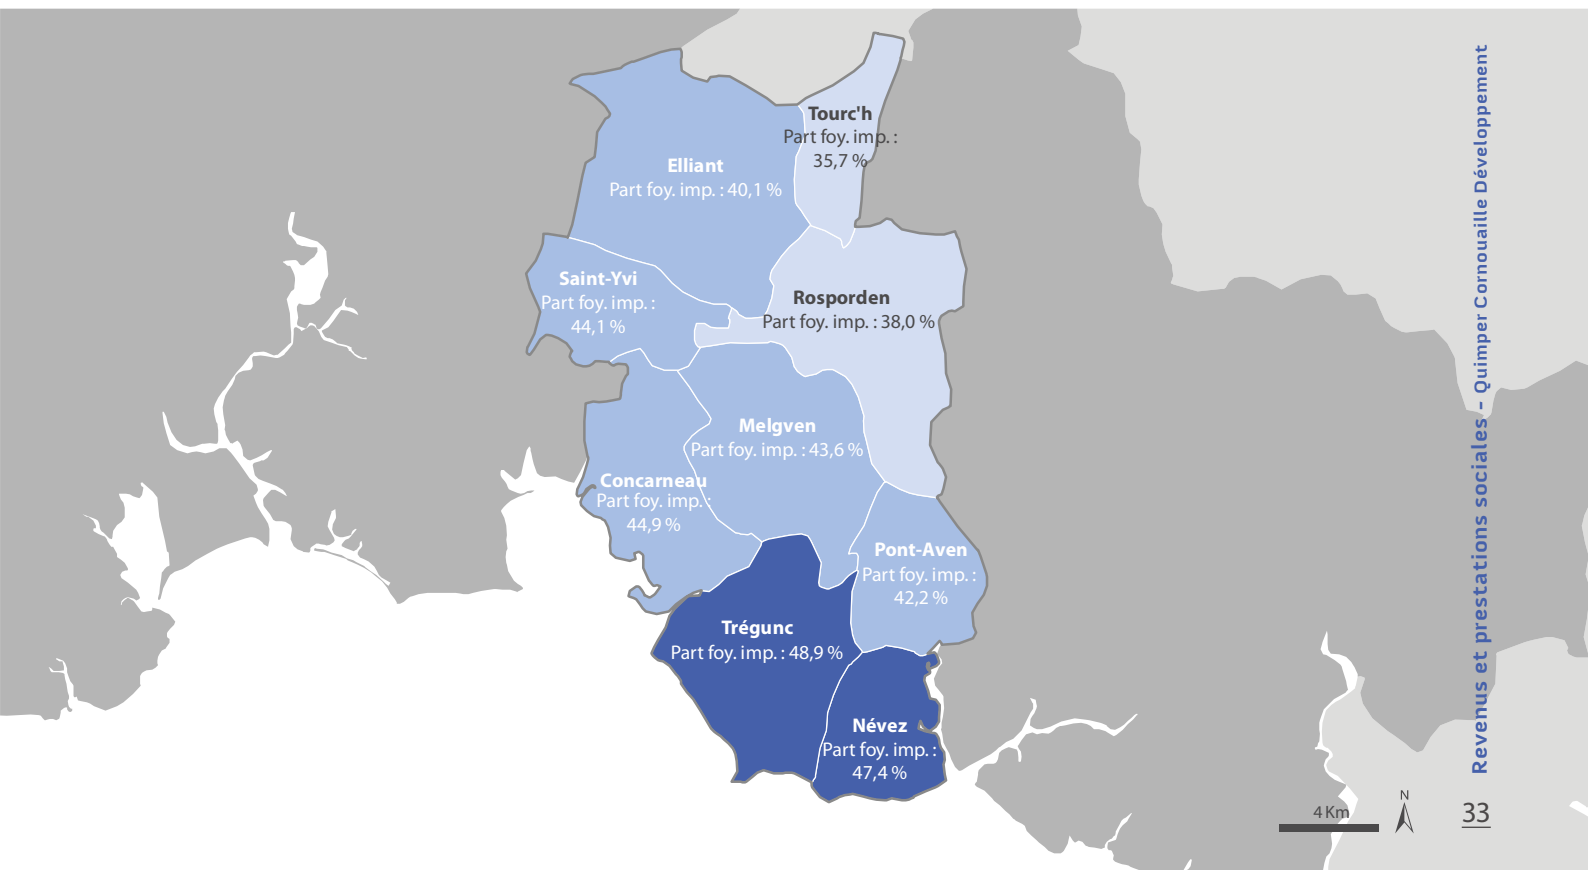 Tourc'h
Part foy. imp. :
35,7 %
Elliant
Part foy. imp. : 40,1 %
Saint-Yvi
Part foy. imp. :
44,1 %
Rosporden
Part foy. imp. : 38,0 %
Melgven
Part foy. imp. : 43,6 %
Concarneau
Part foy. imp. :
44,9 %
Pont-Aven
Part foy. imp. :
42,2 %
Trégunc
Part foy. imp. : 48,9 %
Névez
Part foy. imp. :
47,4 %
Revenus et prestations sociales – Quimper Cornouaille Développement
4 Km
N
33